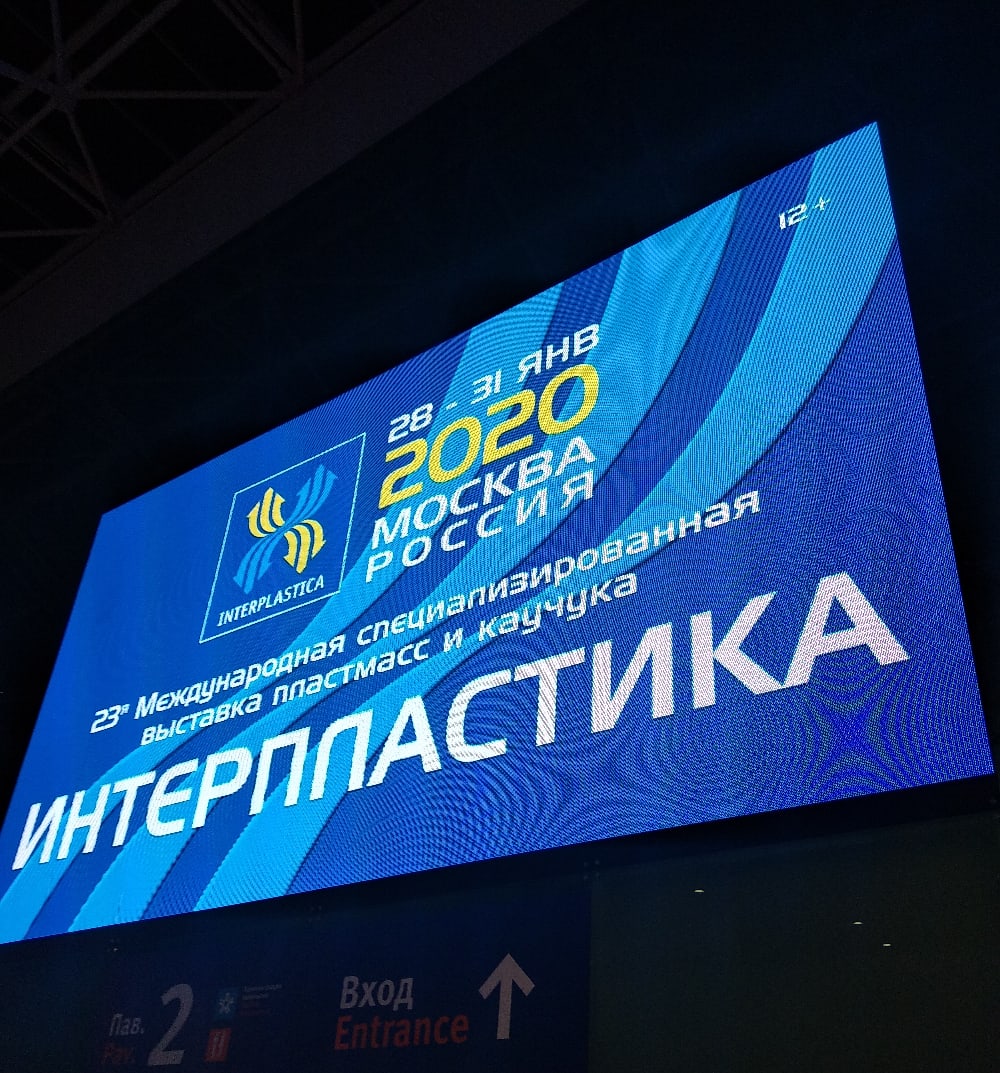 12+
28 - 31 ЯНВ
2020
МОСКВА
РОССИЯ
INTERPLASTICA
23я Международная специализированная
выставка пластмасс и каучука
ИНТЕРПЛАСТИКА
Пав. 2
Pav.
Вход
Entrance